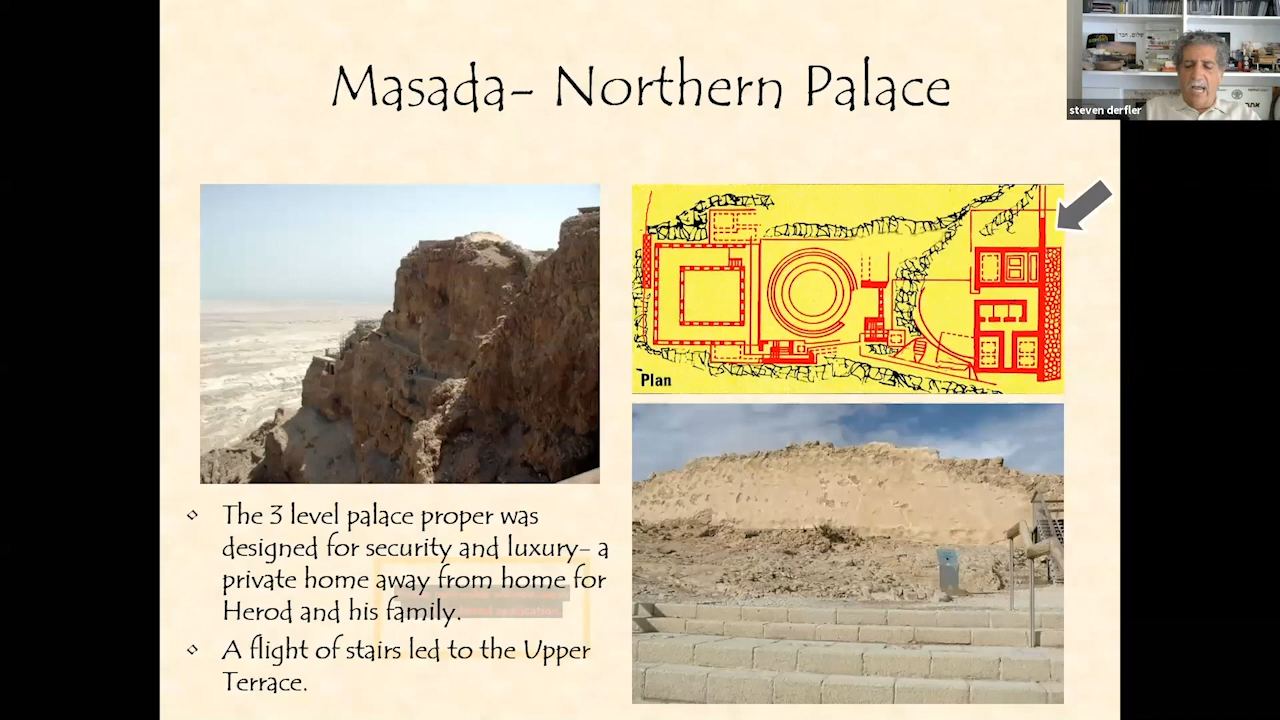 Masada- Northern Palace
steven derfler
Plan
◇ The 3 level palace proper was
designed for security and luxury- a
private home away from home for
Herod and his family.
◇ A flight of stairs led to the Upper
Terrace.